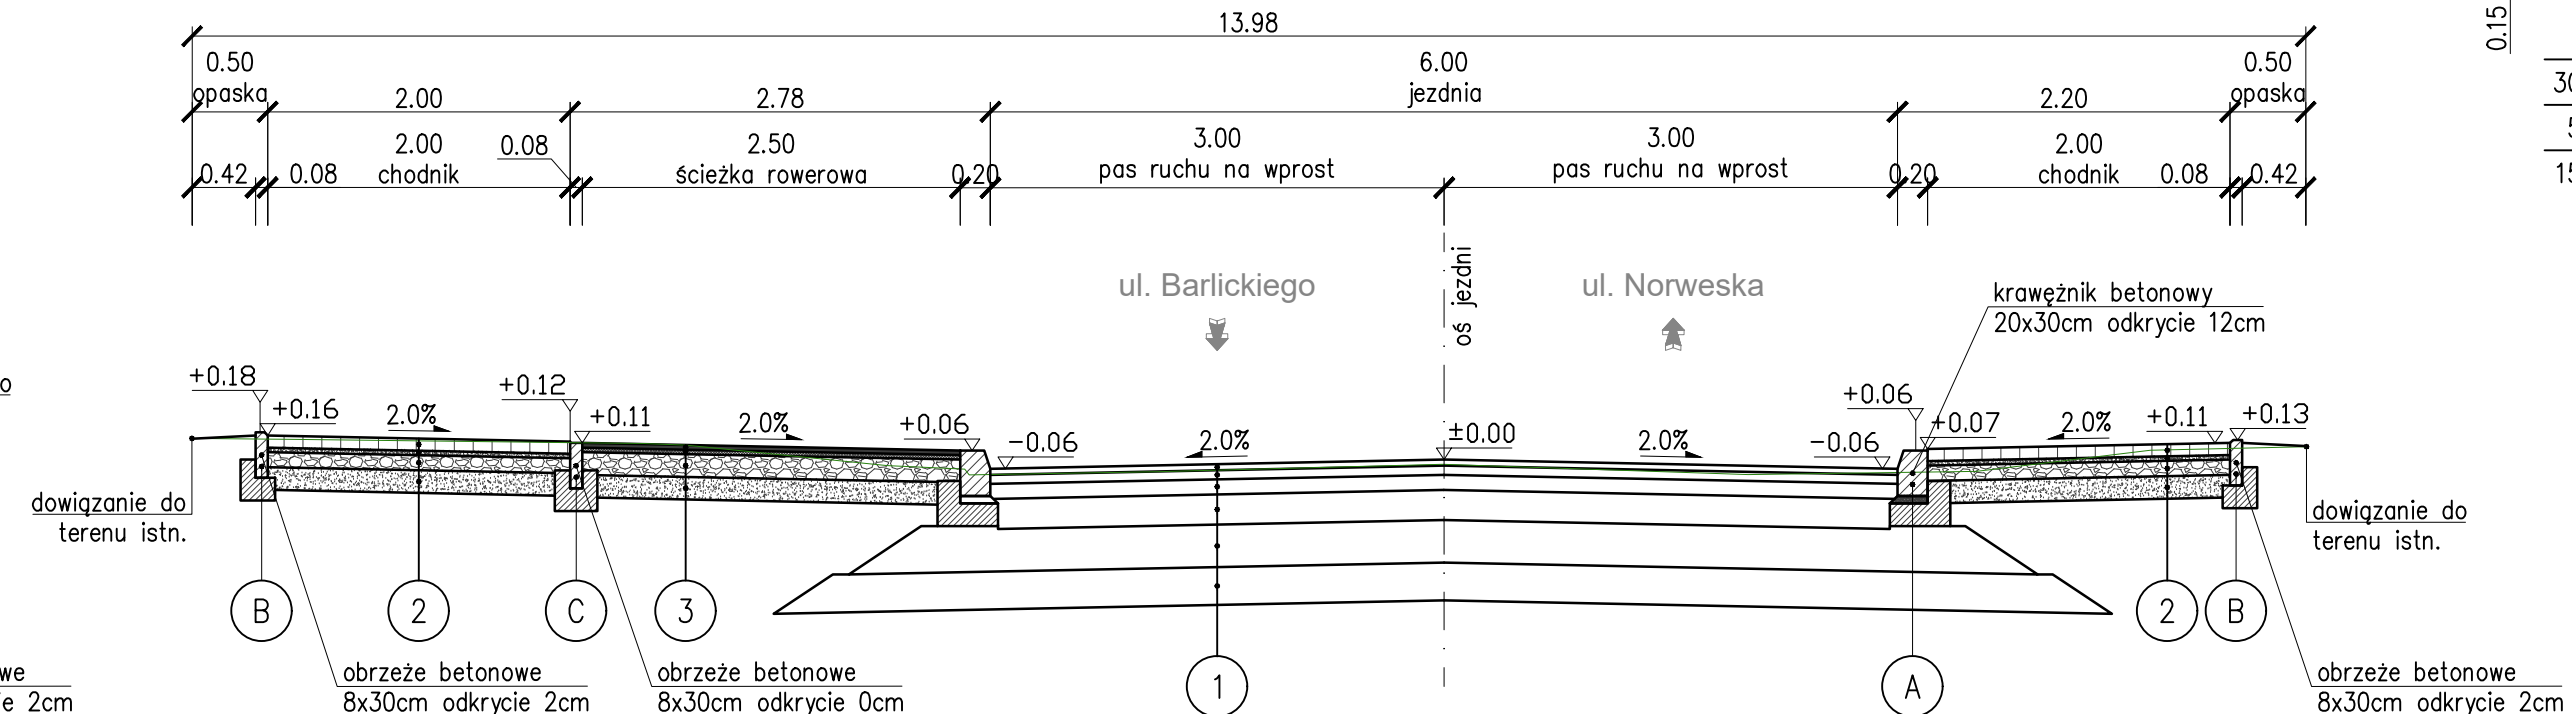 13.98
0.15
0.50
6.00
0.50
opaska
2.00
2.78
jezdnia
2.20
opaska
30
2.00
0.08
2.50
3.00
3.00
2.00
5
0.42
0.08
chodnik
ścieżka rowerowa
0.20
pas ruchu na wprost
pas ruchu na wprost
0.20
chodnik
0.08
0.42
15
oś jezdni
ul. Barlickiego
ul. Norweska
krawężnik betonowy
20x30cm odkrycie 12cm
o
+0.18
+0.16
2.0%
+0.12
+0.11
2.0%
+0.06
-0.06
2.0%
±0.00
2.0%
-0.06
+0.06
+0.07
2.0%
+0.11
+0.13
dowiązanie do
terenu istn.
dowiązanie do
terenu istn.
B
2
C
3
2
B
1
A
we
ie 2cm
obrzeże betonowe
8x30cm odkrycie 2cm
obrzeże betonowe
8x30cm odkrycie 0cm
obrzeże betonowe
8x30cm odkrycie 2cm